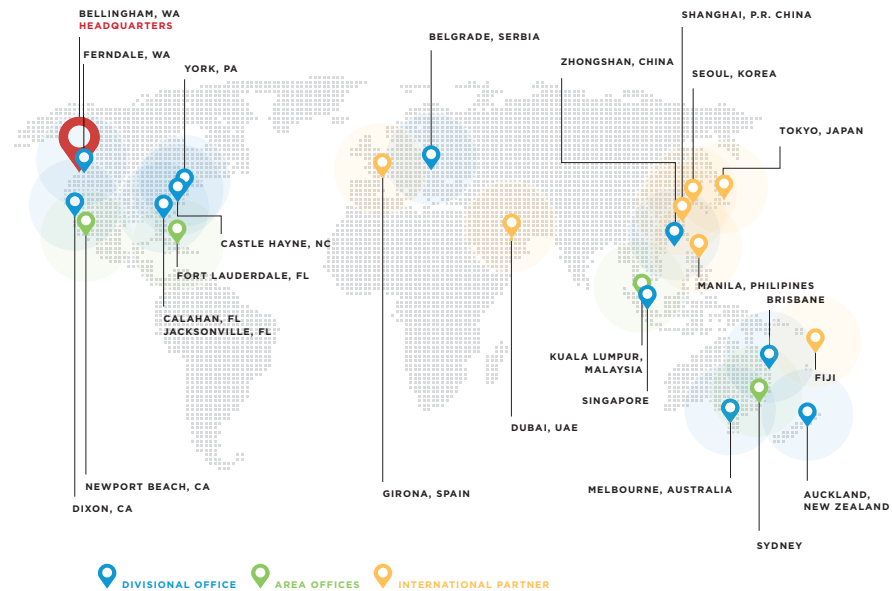 BELLINGHAM, WA
HEADQUARTERS
FERNDALE, WA
YORK, PA
BELGRADE, SERBIA
SHANGHAI, P.R. CHINA
ZHONGSHAN, CHINA
SEOUL, KOREA
TOKYO, JAPAN
CASTLE HAYNE, NC
FORT LAUDERDALE, FL
CALAHAN, FL
JACKSONVILLE, FL
MANILA, PHILIPINES
BRISBANE
KUALA LUMPUR,
MALAYSIA
FIJI
SINGAPORE
DUBAI, UAE
NEWPORT BEACH, CA
DIXON, CA
GIRONA, SPAIN
MELBOURNE, AUSTRALIA
AUCKLAND,
NEW ZEALAND
SYDNEY
DIVISIONAL OFFICE
AREA OFFICES
INTERNATIONAL PARTNER